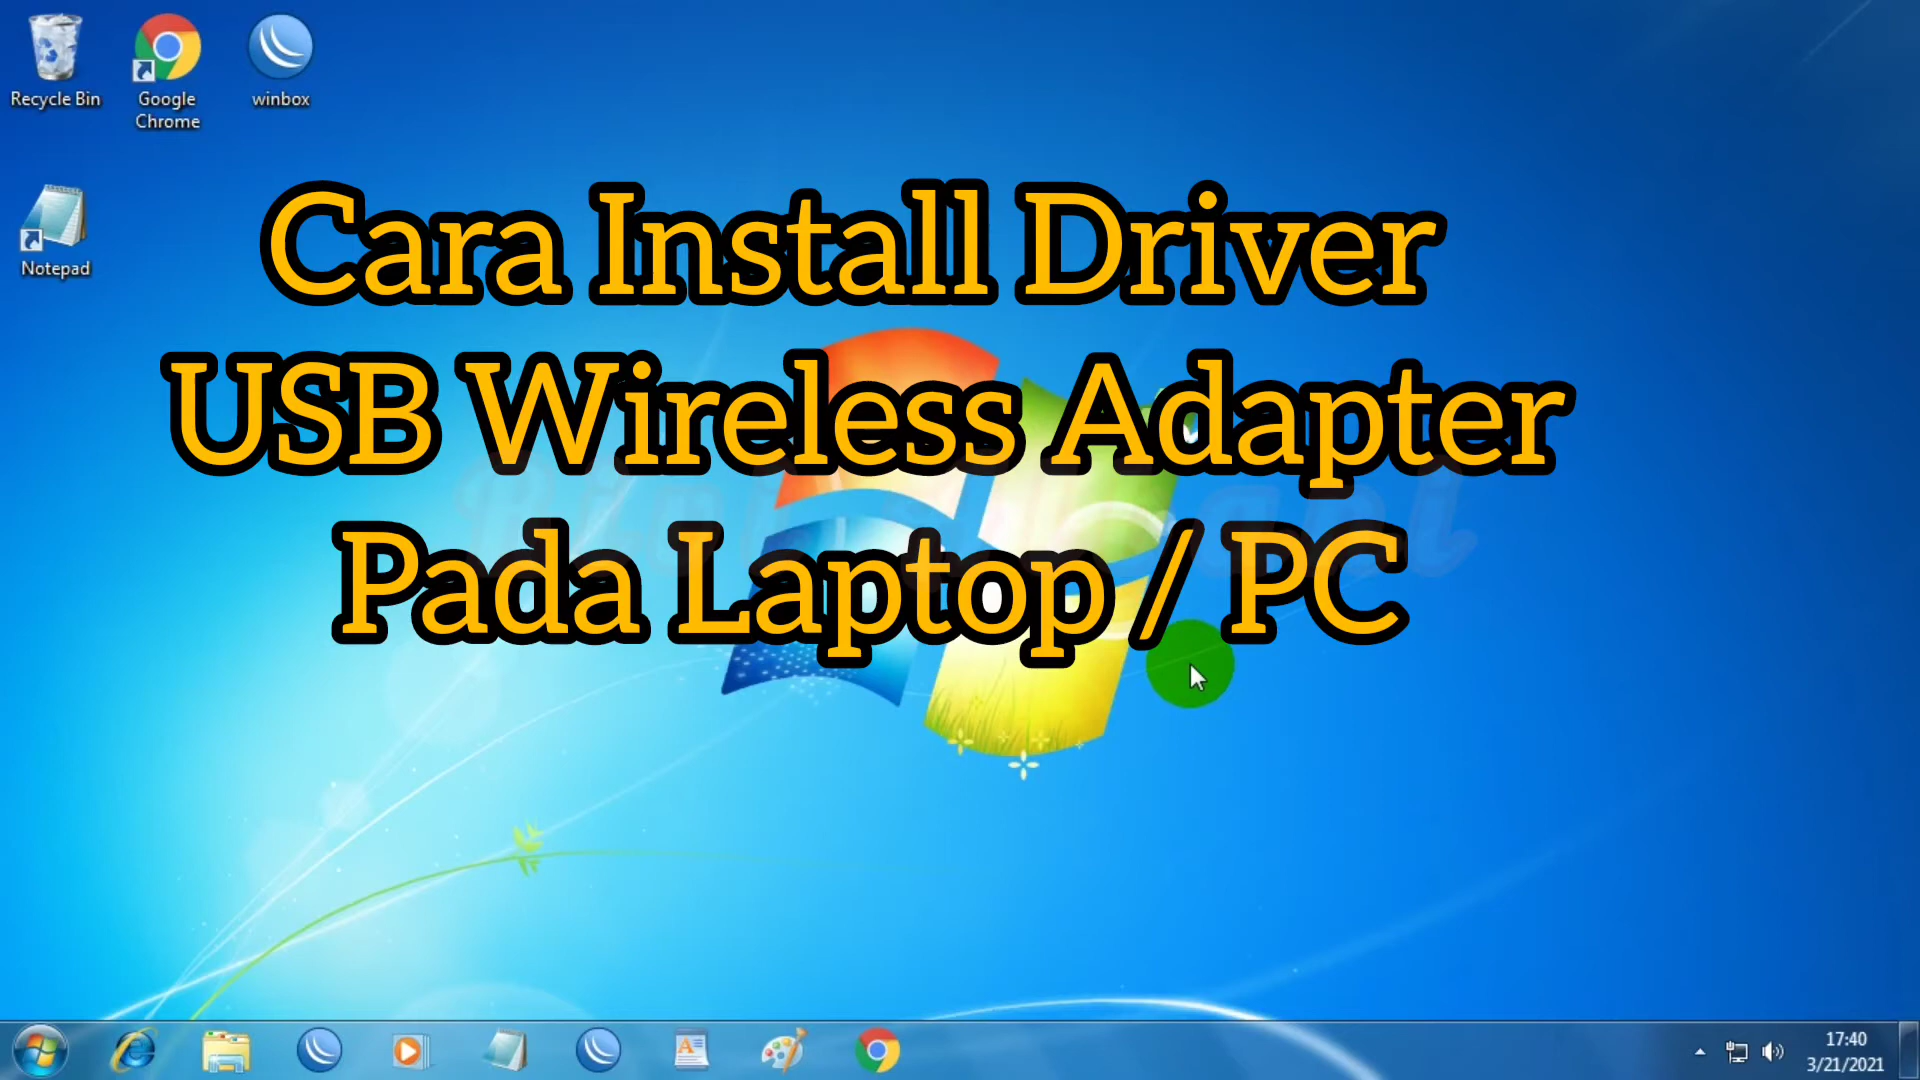 Recycle Bin
Google
Chrome
winbox
Notepad
Cara Install Driver
USB Wireless Adapter
Pada Laptop / PC
17:40
3/21/2021